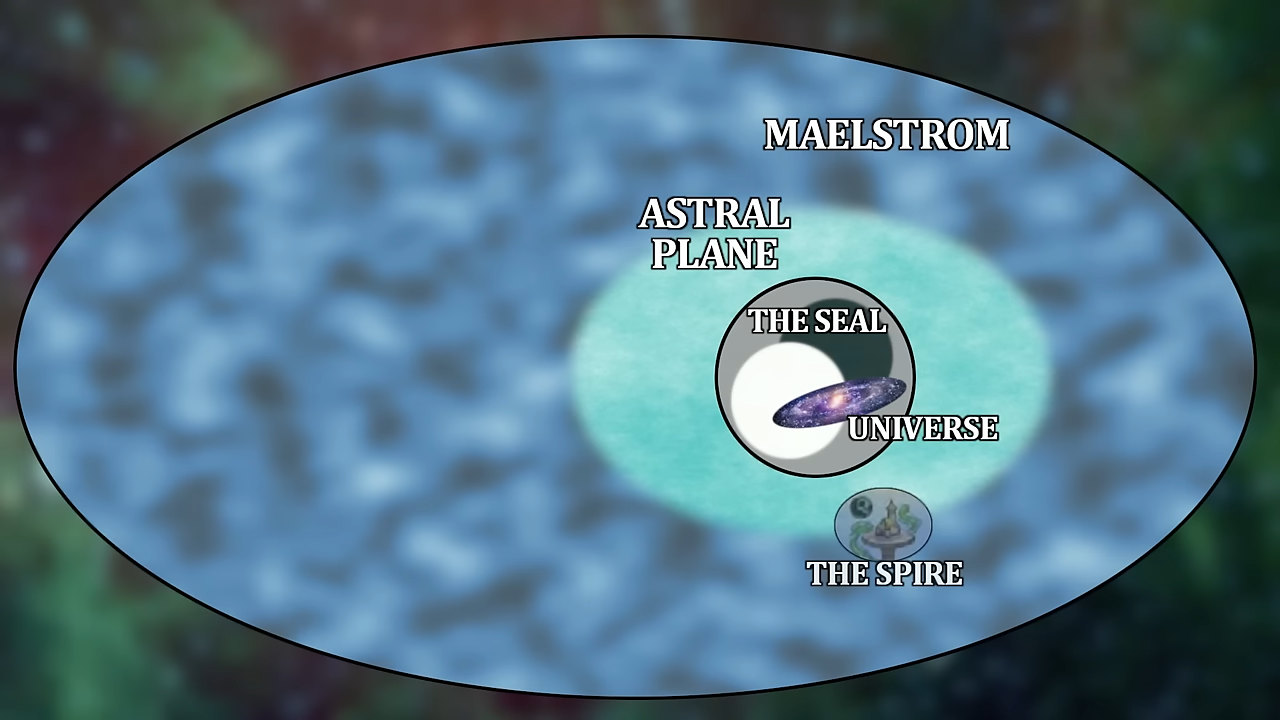 MAELSTROM
ASTRAL
PLANE
THE SEAL
UNIVERSE
THE SPIRE